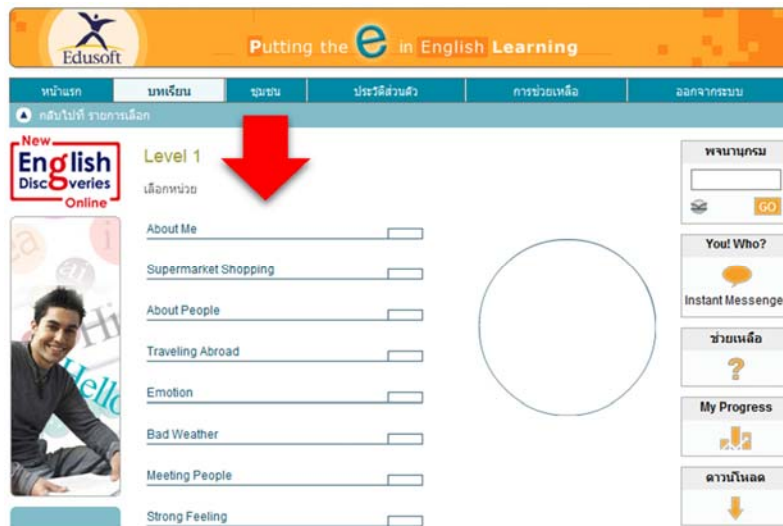 Edusoft
Putting the e in English Learning
หน้าแรก
บทเรียน
ชุมชน
ประวัติส่วนตัว
การช่วยเหลือ
ออกจากระบบ
กลับไปที่ รายการเลือก
New
English
Discoveries
Online
Level 1
เลือกหน่วย
About Me
Supermarket Shopping
About People
Traveling Abroad
Emotion
Bad Weather
Meeting People
Strong Feeling
พจนานุกรม
GO
You! Who?
Instant Messenge
ช่วยเหลือ
?
My Progress
ดาวน์โหลด
ai
Hi
Hello